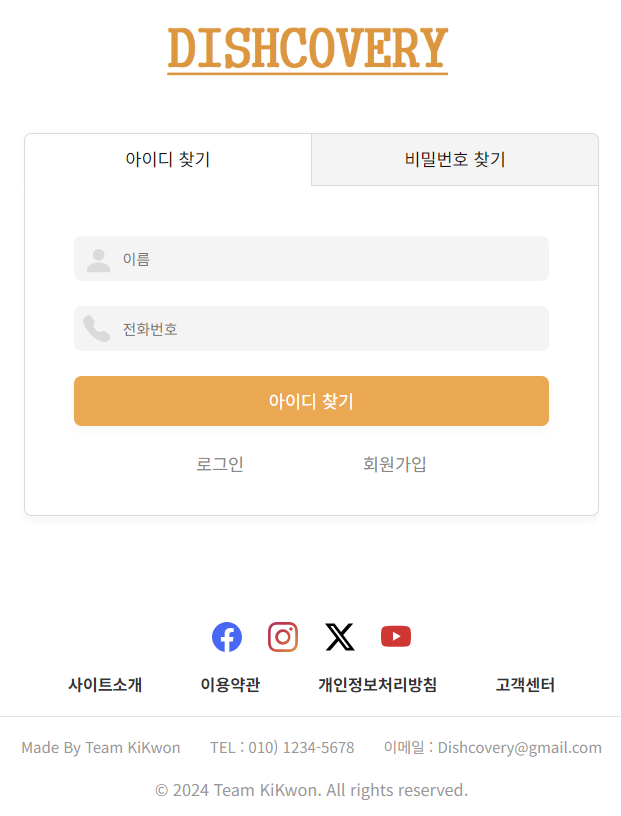 DISHCOVERY
아이디 찾기 비밀번호 찾기
이름
전화번호
아이디 찾기
로그인 회원가입
사이트소개 이용약관 개인정보처리방침 고객센터
Made By Team KiKwon TEL : 010) 1234-5678 이메일 : Dishcovery@gmail.com
© 2024 Team KiKwon. All rights reserved.